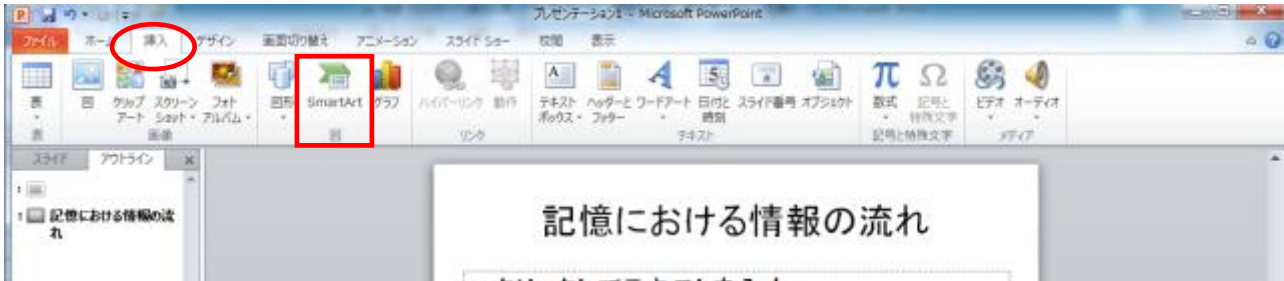 プレゼンテーション1 - Microsoft PowerPoint
ファイル ホーム 挿入 デザイン 画面切り替え アニメーション スライド ショー 校閲 表示
表 図 クリップ アート スクリーン ショット フォト アルバム 図形 SmartArt グラフ ハイパーリンク 動作 テキスト ボックス ヘッダーと フッター ワードアート 日付と 時刻 スライド番号 オブジェクト 数式 記号と 特殊文字 ビデオ オーディオ
表 画像 図 リンク テキスト 記号と特殊文字 メディア
スライド アウトライン
1
記憶における情報の流
れ
記憶における情報の流れ